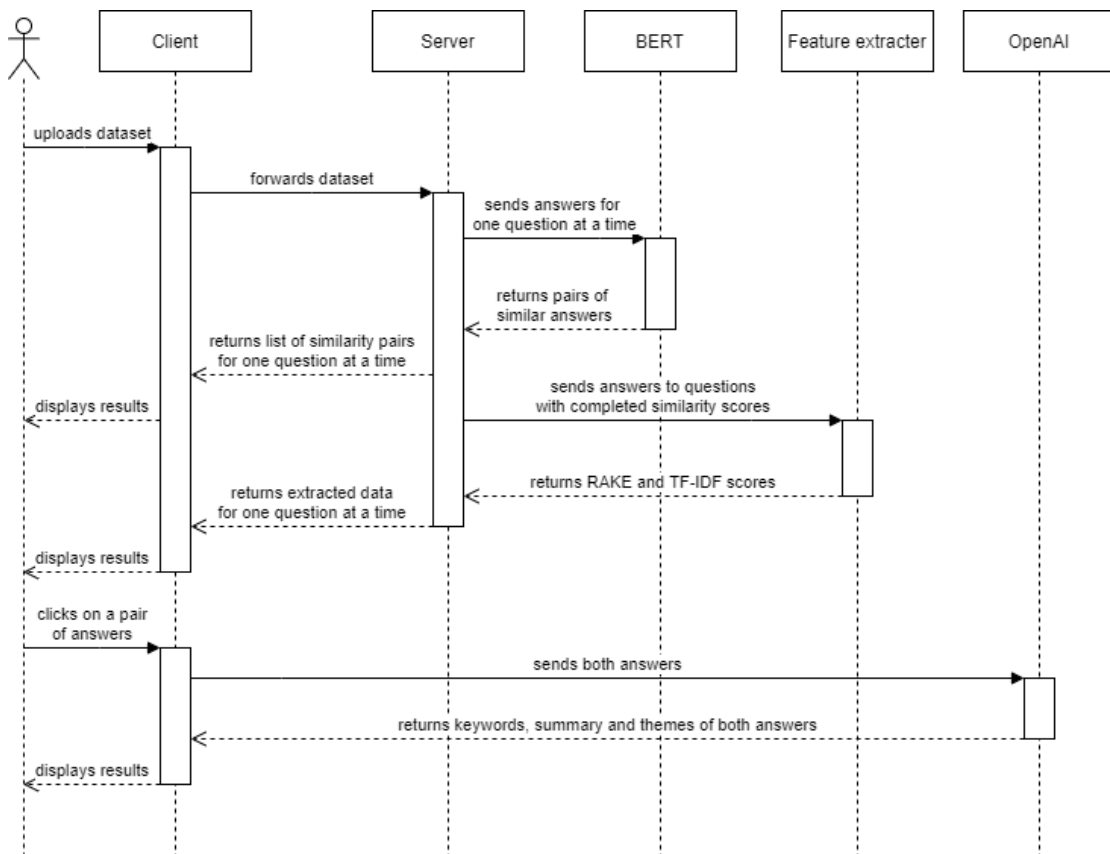 Client
Server
BERT
Feature extracter
OpenAI
uploads dataset
forwards dataset
sends answers for
one question at a time
returns pairs of
similar answers
returns list of similarity pairs
for one question at a time
displays results
sends answers to questions
with completed similarity scores
returns RAKE and TF-IDF scores
returns extracted data
for one question at a time
displays results
clicks on a pair
of answers
sends both answers
returns keywords, summary and themes of both answers
displays results